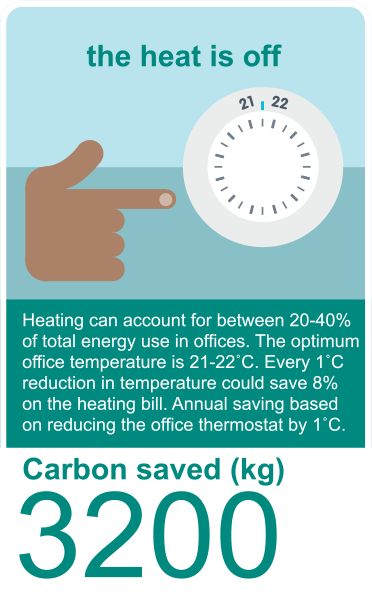 the heat is off
21 22
Heating can account for between 20-40%
of total energy use in offices. The optimum
office temperature is 21-22˚C. Every 1˚C
reduction in temperature could save 8%
on the heating bill. Annual saving based
on reducing the office thermostat by 1˚C.
Carbon saved (kg)
3200